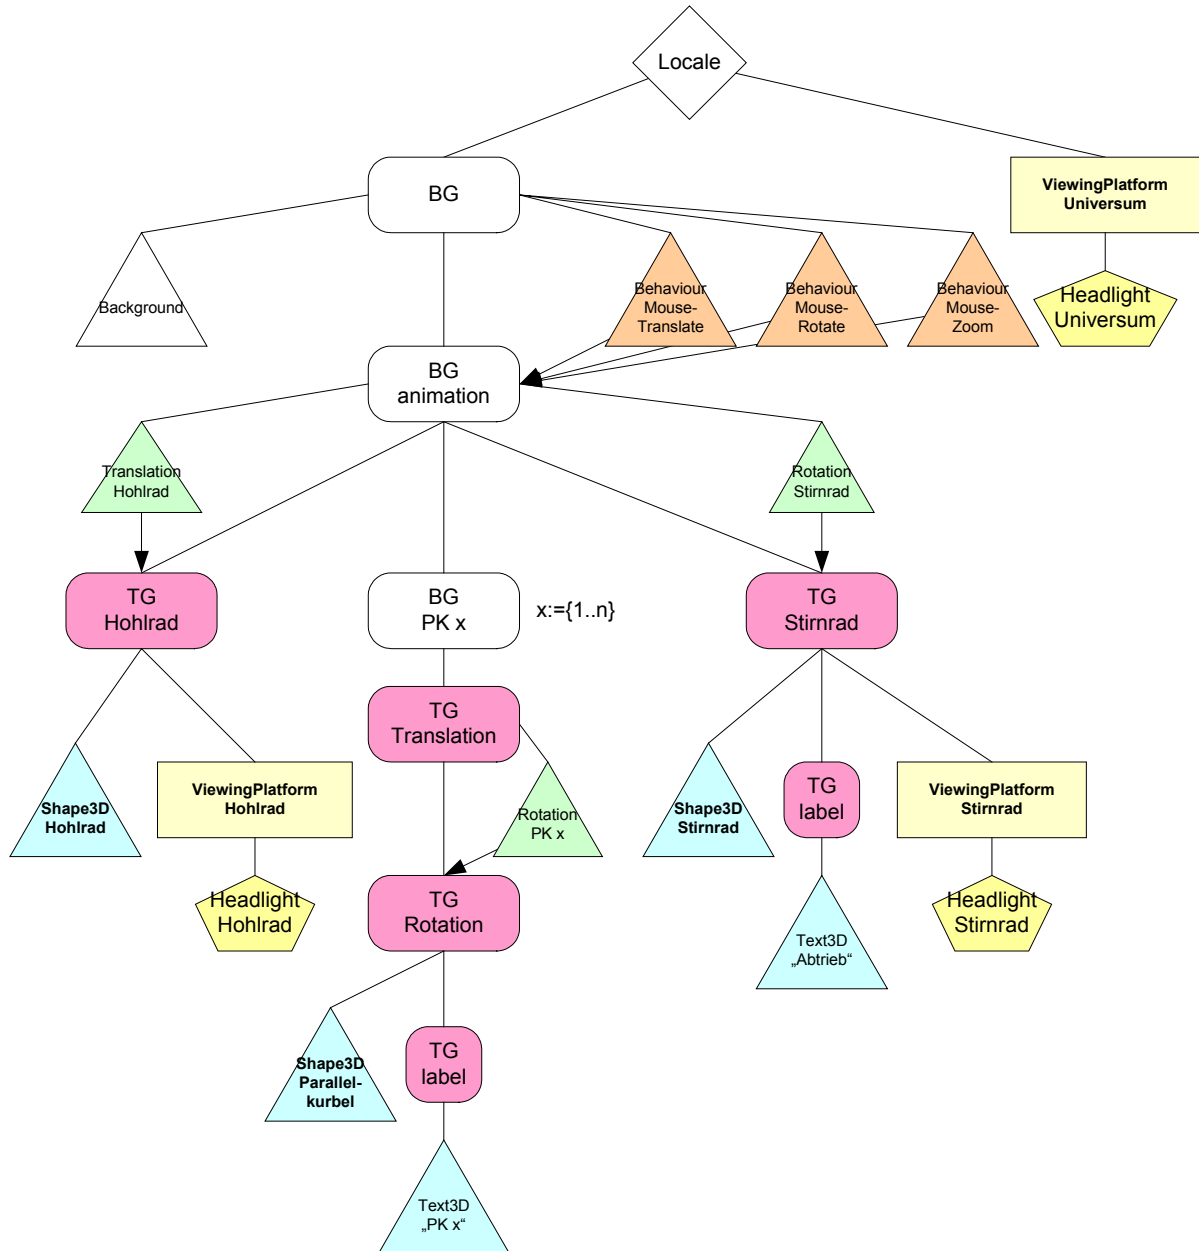 Locale
BG
ViewingPlatform
Universum
Background
Behaviour
Mouse-
Translate
Behaviour
Mouse-
Rotate
Behaviour
Mouse-
Zoom
Headlight
Universum
BG
animation
Translation
Hohlrad
Rotation
Stirnrad
TG
Hohlrad
BG
PK x
x:={1..n}
TG
Stirnrad
TG
Translation
Shape3D
Hohlrad
ViewingPlatform
Hohlrad
Rotation
PK x
Shape3D
Stirnrad
TG
label
ViewingPlatform
Stirnrad
Headlight
Hohlrad
TG
Rotation
Headlight
Stirnrad
Text3D
„Abtrieb“
Shape3D
Parallel-
kurbel
TG
label
Text3D
„PK x“